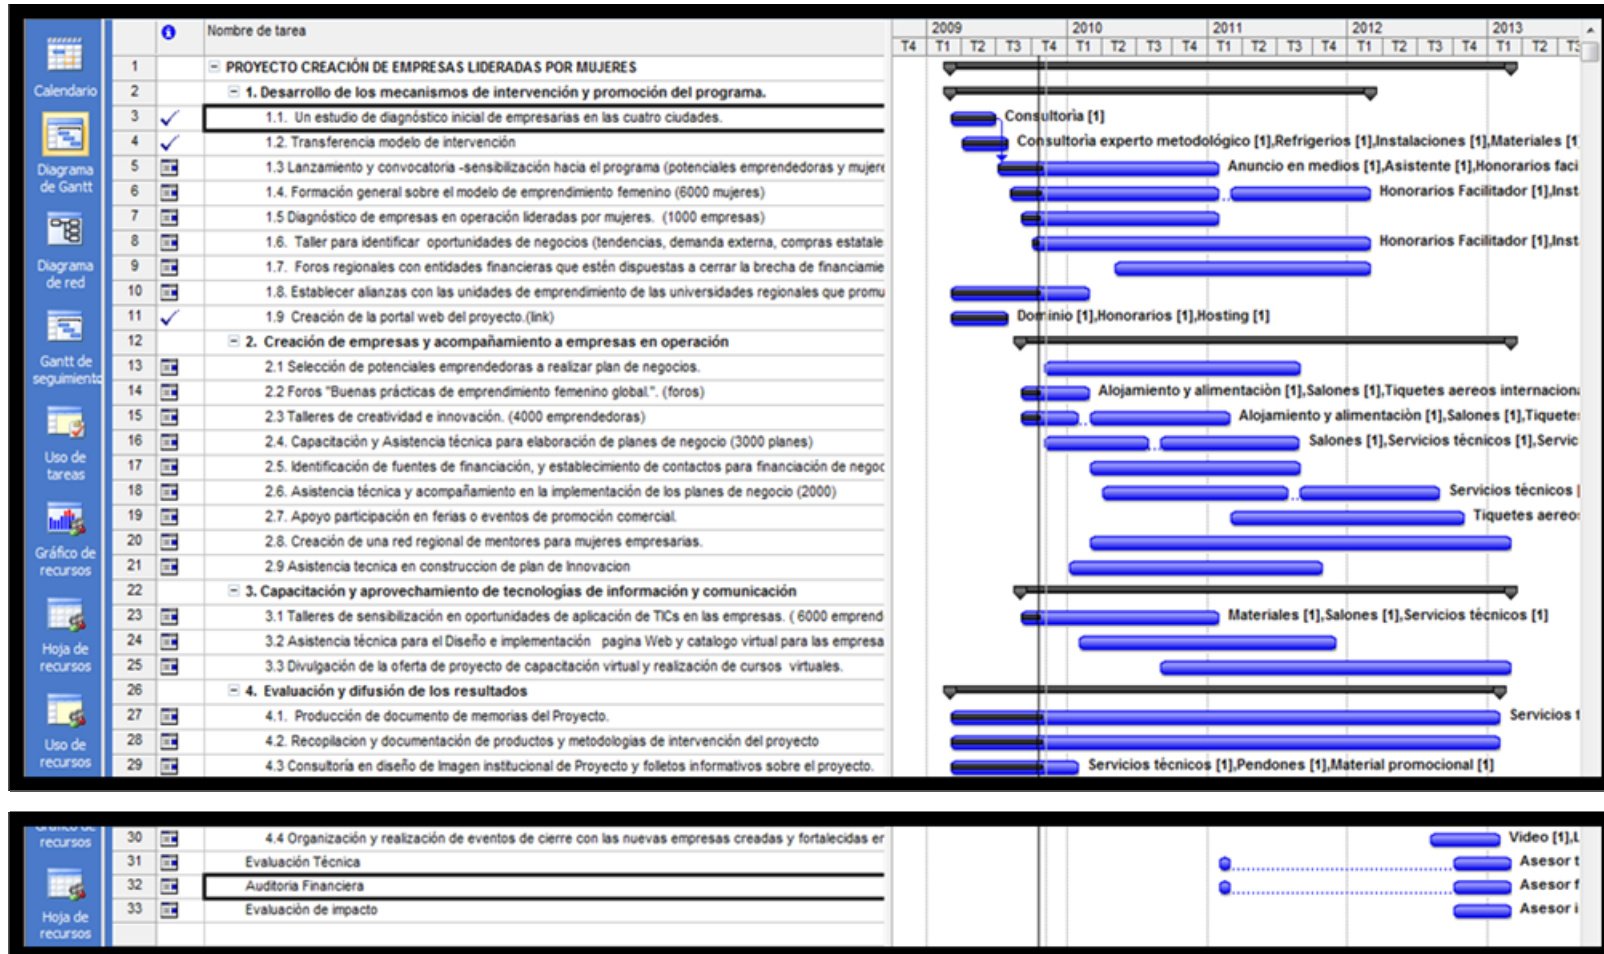 Nombre de tarea 2009 2010 2011 2012 2013
T4 T1 T2 T3 T4 T1 T2 T3 T4 T1 T2 T3 T4 T1 T2 T3 T4 T1 T2 T3
Calendario
Diagrama de Gantt
Diagrama de red
Gantt de seguimiento
Uso de tareas
Gráfico de recursos
Hoja de recursos
Uso de recursos
1 PROYECTO CREACIÓN DE EMPRESAS LIDERADAS POR MUJERES
2 1. Desarrollo de los mecanismos de intervención y promoción del programa.
3 1.1. Un estudio de diagnóstico inicial de empresarias en las cuatro ciudades. Consultoria [1]
4 1.2. Transferencia modelo de intervención Consultoria experto metodológico [1],Refrigerios [1],Instalaciones [1],Materiales [1
5 1.3 Lanzamiento y convocatoria -sensibilización hacia el programa (potenciales emprendedoras y mujere Anuncio en medios [1],Asistente [1],Honorarios faci
6 1.4. Formación general sobre el modelo de emprendimiento femenino (6000 mujeres) Honorarios Facilitador [1],Inst
7 1.5 Diagnóstico de empresas en operación lideradas por mujeres. (1000 empresas)
8 1.6. Taller para identificar oportunidades de negocios (tendencias, demanda externa, compras estatale Honorarios Facilitador [1],Inst
9 1.7. Foros regionales con entidades financieras que estén dispuestas a cerrar la brecha de financiamie
10 1.8. Establecer alianzas con las unidades de emprendimiento de las universidades regionales que promu
11 1.9 Creación de la portal web del proyecto.(link) Dominio [1],Honorarios [1],Hosting [1]
12 2. Creación de empresas y acompañamiento a empresas en operación
13 2.1 Selección de potenciales emprendedoras a realizar plan de negocios.
14 2.2 Foros "Buenas prácticas de emprendimiento femenino global.". (foros) Alojamiento y alimentaciòn [1],Salones [1],Tiquetes aereos internaciona
15 2.3 Talleres de creatividad e innovación. (4000 emprendedoras) Alojamiento y alimentaciòn [1],Salones [1],Tiquete
16 2.4. Capacitaciòn y Asistencia técnica para elaboración de planes de negocio (3000 planes) Salones [1],Servicios técnicos [1],Servic
17 2.5. Identificación de fuentes de financiación, y establecimiento de contactos para financiación de negoc
18 2.6. Asistencia técnica y acompañamiento en la implementación de los planes de negocio (2000) Servicios técnicos
19 2.7. Apoyo participación en ferias o eventos de promoción comercial. Tiquetes aereo
20 2.8. Creación de una red regional de mentores para mujeres empresarias.
21 2.9 Asistencia tecnica en construccion de plan de Innovacion
22 3. Capacitación y aprovechamiento de tecnologías de información y comunicación
23 3.1 Talleres de sensibilización en oportunidades de aplicación de TICs en las empresas. ( 6000 emprend Materiales [1],Salones [1],Servicios técnicos [1]
24 3.2 Asistencia técnica para el Diseño e implementación pagina Web y catalogo virtual para las empresa
25 3.3 Divulgación de la oferta de proyecto de capacitación virtual y realización de cursos virtuales.
26 4. Evaluación y difusión de los resultados
27 4.1. Producción de documento de memorias del Proyecto. Servicios t
28 4.2. Recopilacion y documentación de productos y metodologias de intervención del proyecto
29 4.3 Consultoría en diseño de Imagen institucional de Proyecto y folletos informativos sobre el proyecto. Servicios tècnicos [1],Pendones [1],Material promocional [1]
recursos
Hoja de recursos
30 4.4 Organización y realización de eventos de cierre con las nuevas empresas creadas y fortalecidas er Video [1],L
31 Evaluación Técnica Asesor t
32 Auditoria Financiera Asesor f
33 Evaluaciòn de impacto Asesor i